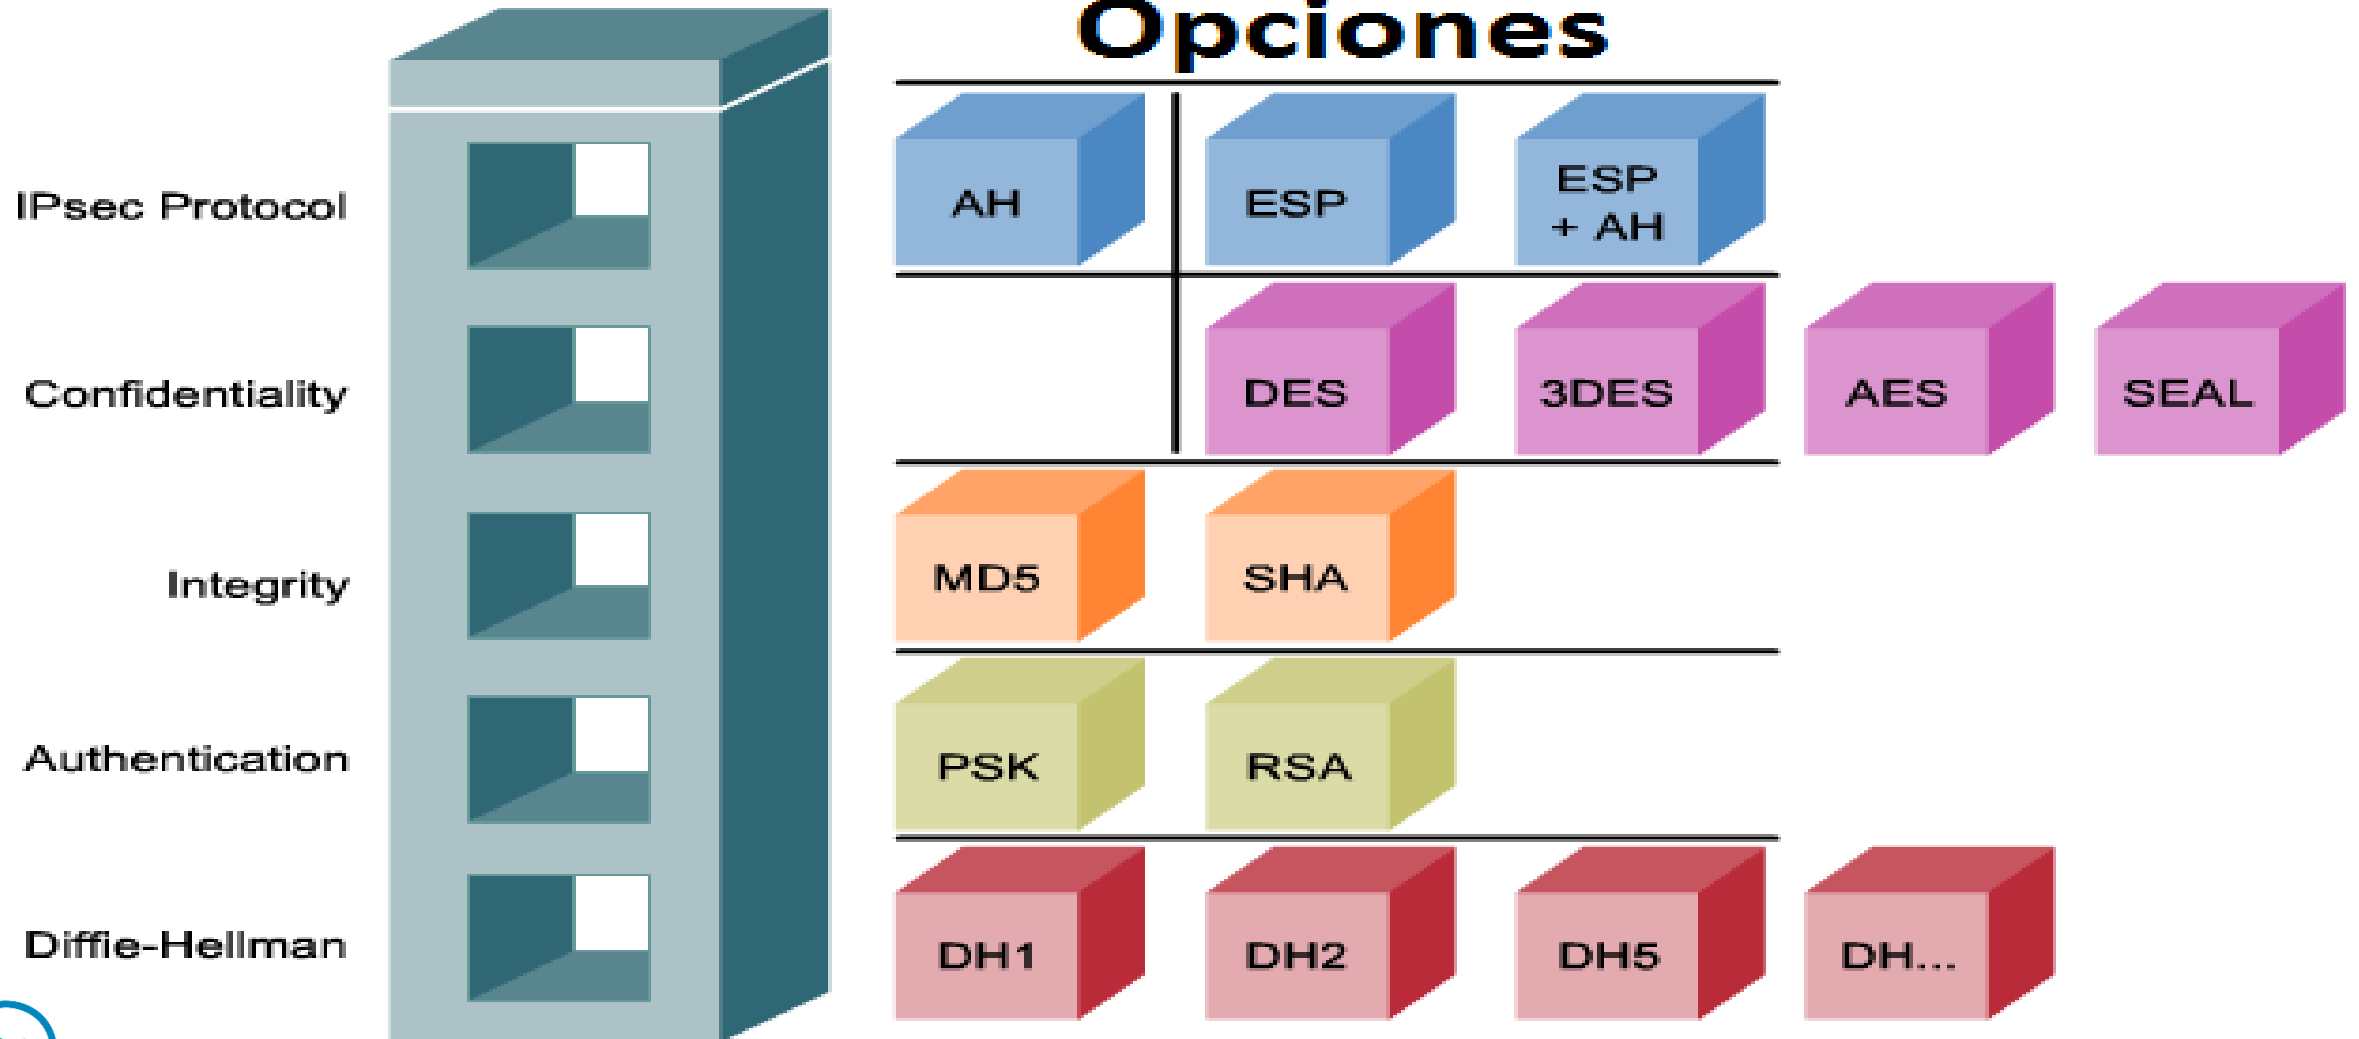 Opciones
IPsec Protocol
AH
ESP
ESP
+ AH
Confidentiality
DES
3DES
AES
SEAL
Integrity
MD5
SHA
Authentication
PSK
RSA
Diffie-Hellman
DH1
DH2
DH5
DH...